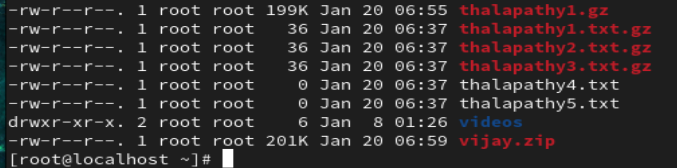 -rw-r--r--. 1 root root 199K Jan 20 06:55 thalapathy1.gz
-rw-r--r--. 1 root root   36 Jan 20 06:37 thalapathy1.txt.gz
-rw-r--r--. 1 root root   36 Jan 20 06:37 thalapathy2.txt.gz
-rw-r--r--. 1 root root   36 Jan 20 06:37 thalapathy3.txt.gz
-rw-r--r--. 1 root root    0 Jan 20 06:37 thalapathy4.txt
-rw-r--r--. 1 root root    0 Jan 20 06:37 thalapathy5.txt
drwxr-xr-x. 2 root root    6 Jan  8 01:26 videos
-rw-r--r--. 1 root root 201K Jan 20 06:59 vijay.zip
[root@localhost ~]#